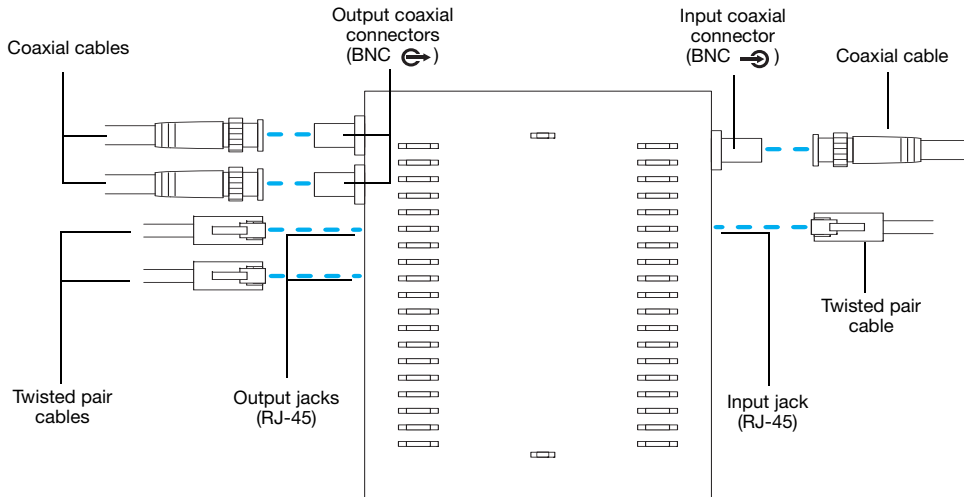 Coaxial cables
Output coaxial
connectors
(BNC )
Input coaxial
connector
(BNC )
Coaxial cable
Twisted pair
cables
Output jacks
(RJ-45)
Input jack
(RJ-45)
Twisted pair
cable